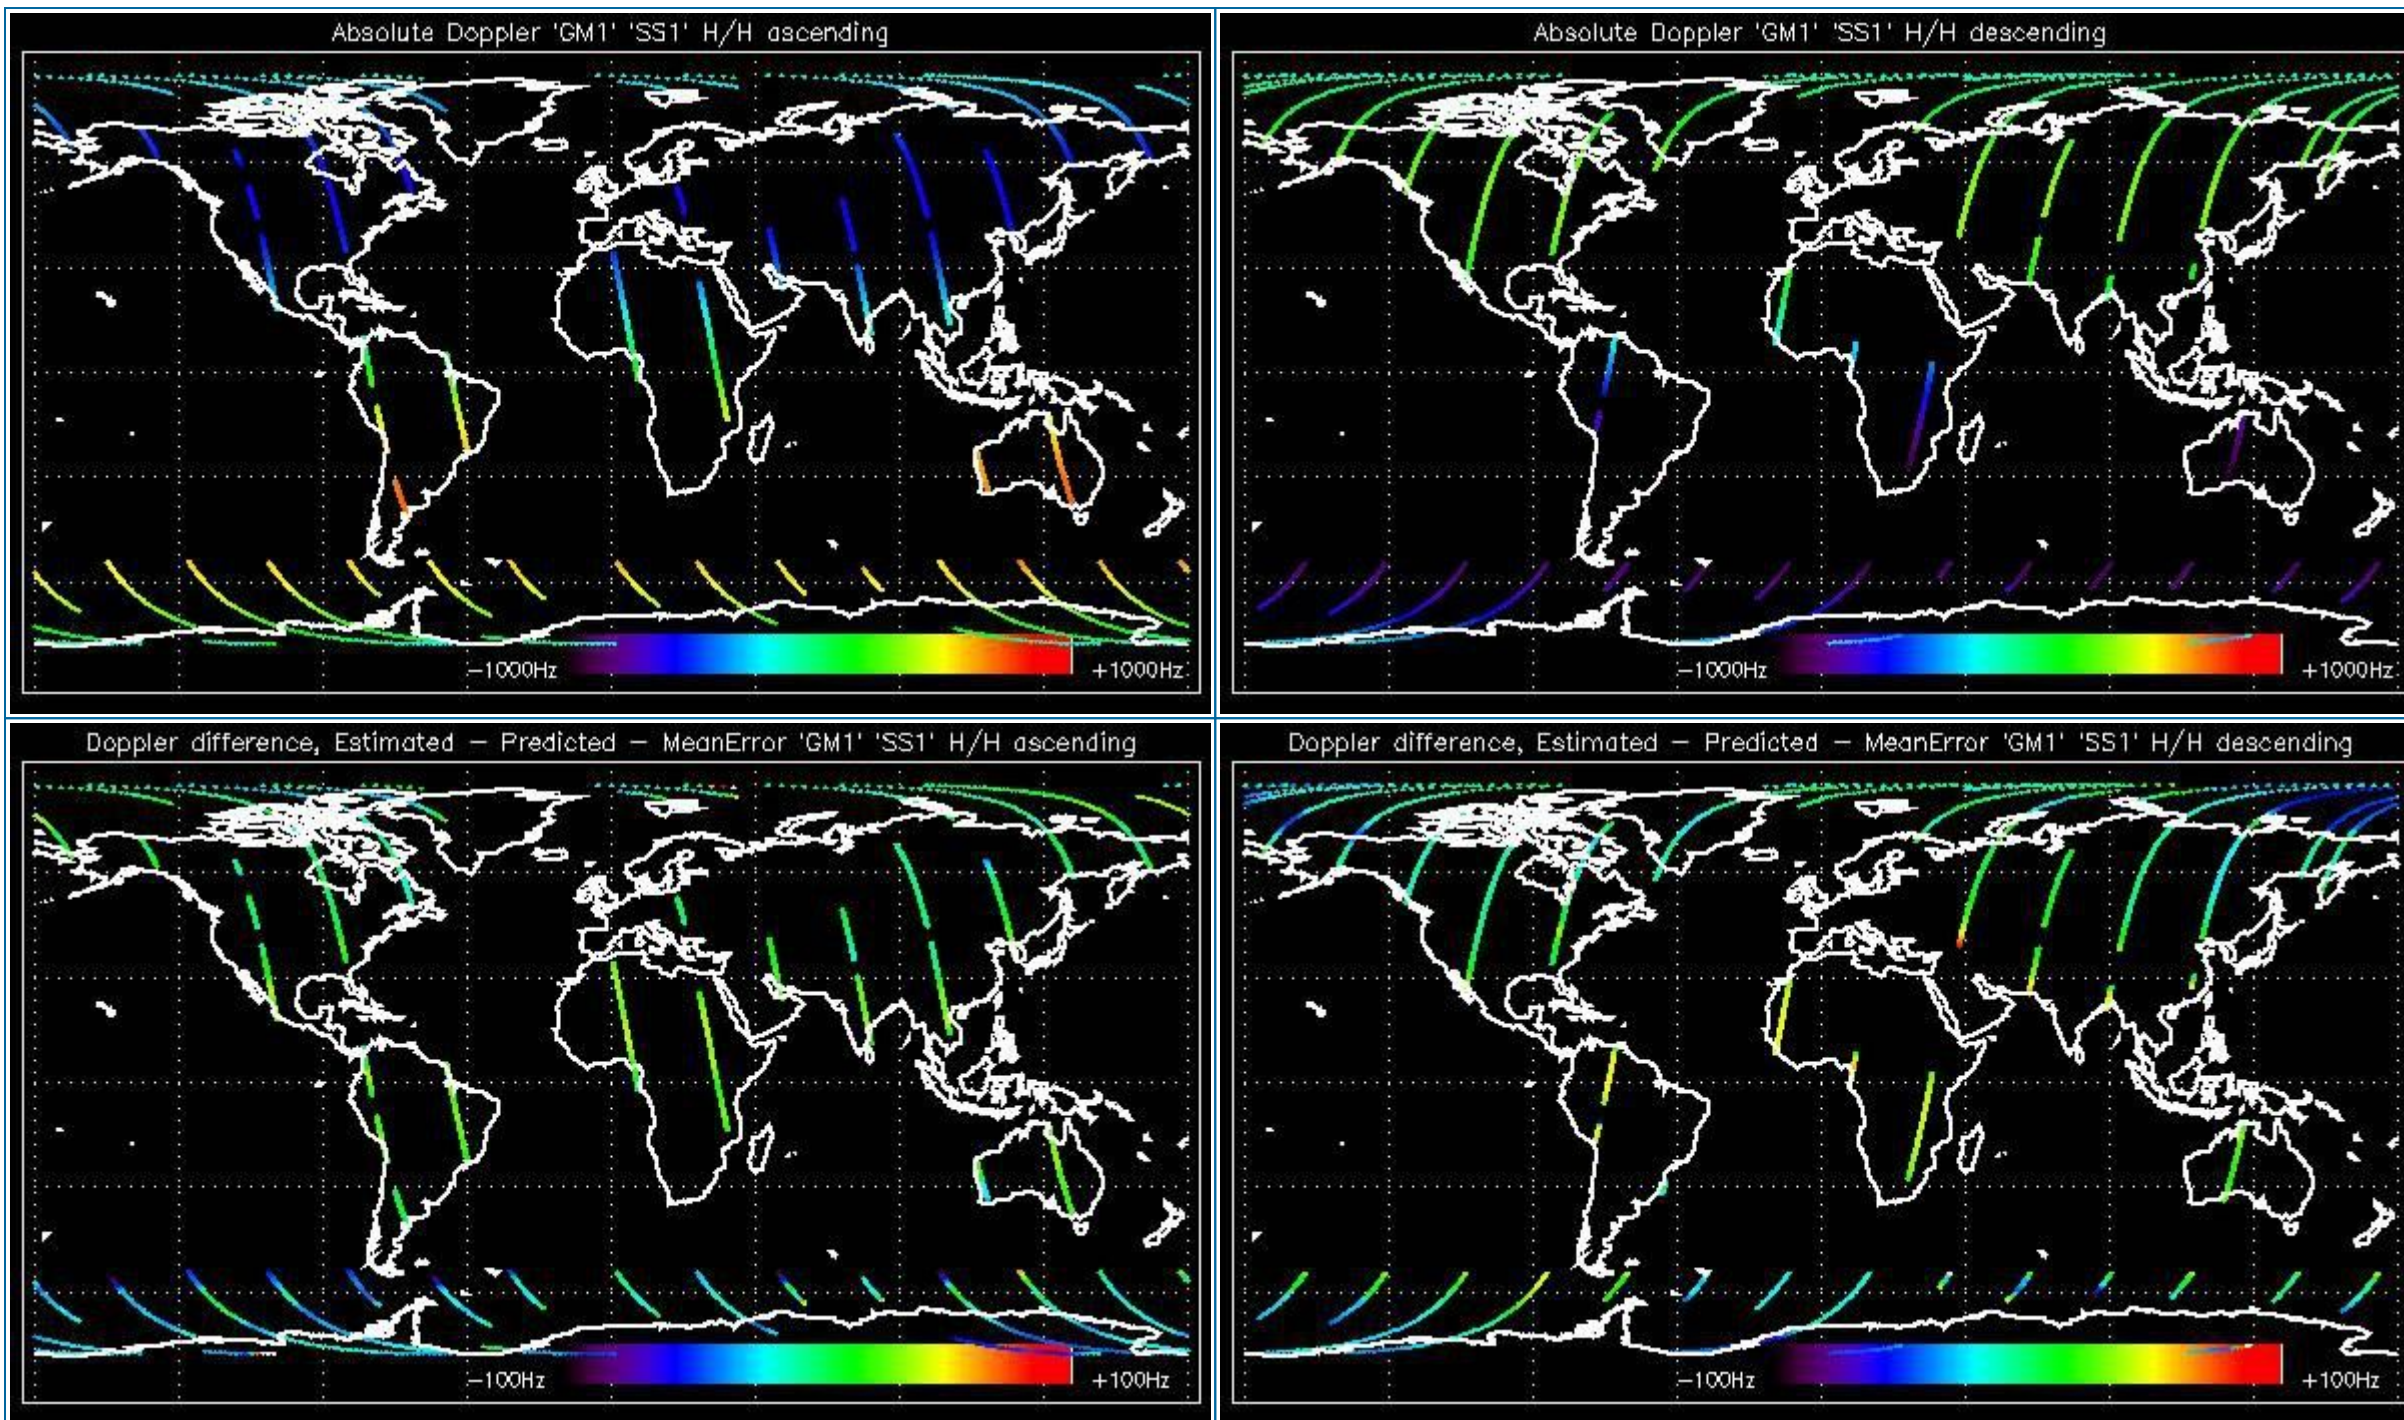 Absolute Doppler 'GM1' 'SS1' H/H ascending
−1000Hz
+1000Hz
Absolute Doppler 'GM1' 'SS1' H/H descending
−1000Hz
+1000Hz
Doppler difference, Estimated − Predicted − MeanError 'GM1' 'SS1' H/H ascending
−100Hz
+100Hz
Doppler difference, Estimated − Predicted − MeanError 'GM1' 'SS1' H/H descending
−100Hz
+100Hz